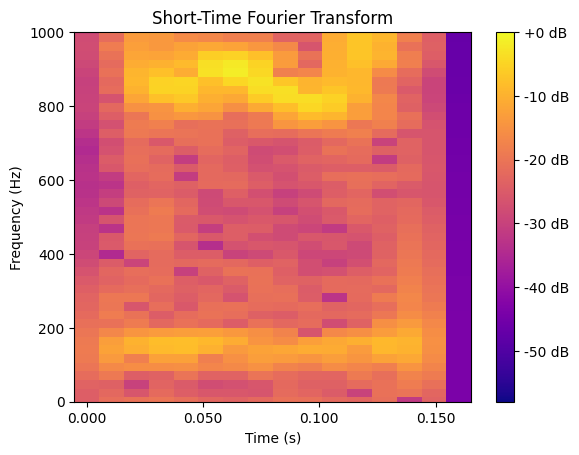 Short-Time Fourier Transform
1000
800
600
400
200
0
Frequency (Hz)
0.000
0.050
0.100
0.150
Time (s)
+0 dB
-10 dB
-20 dB
-30 dB
-40 dB
-50 dB